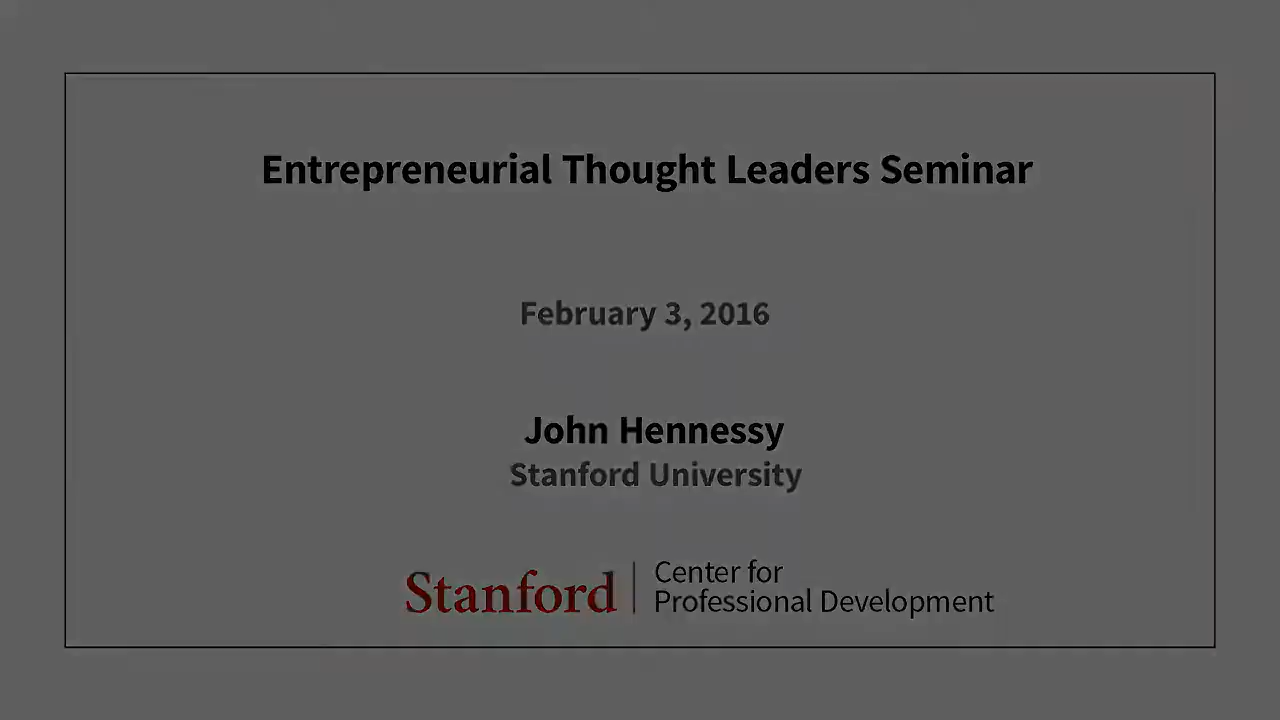 Entrepreneurial Thought Leaders Seminar
February 3, 2016
John Hennessy
Stanford University
Stanford
Center for
Professional Development